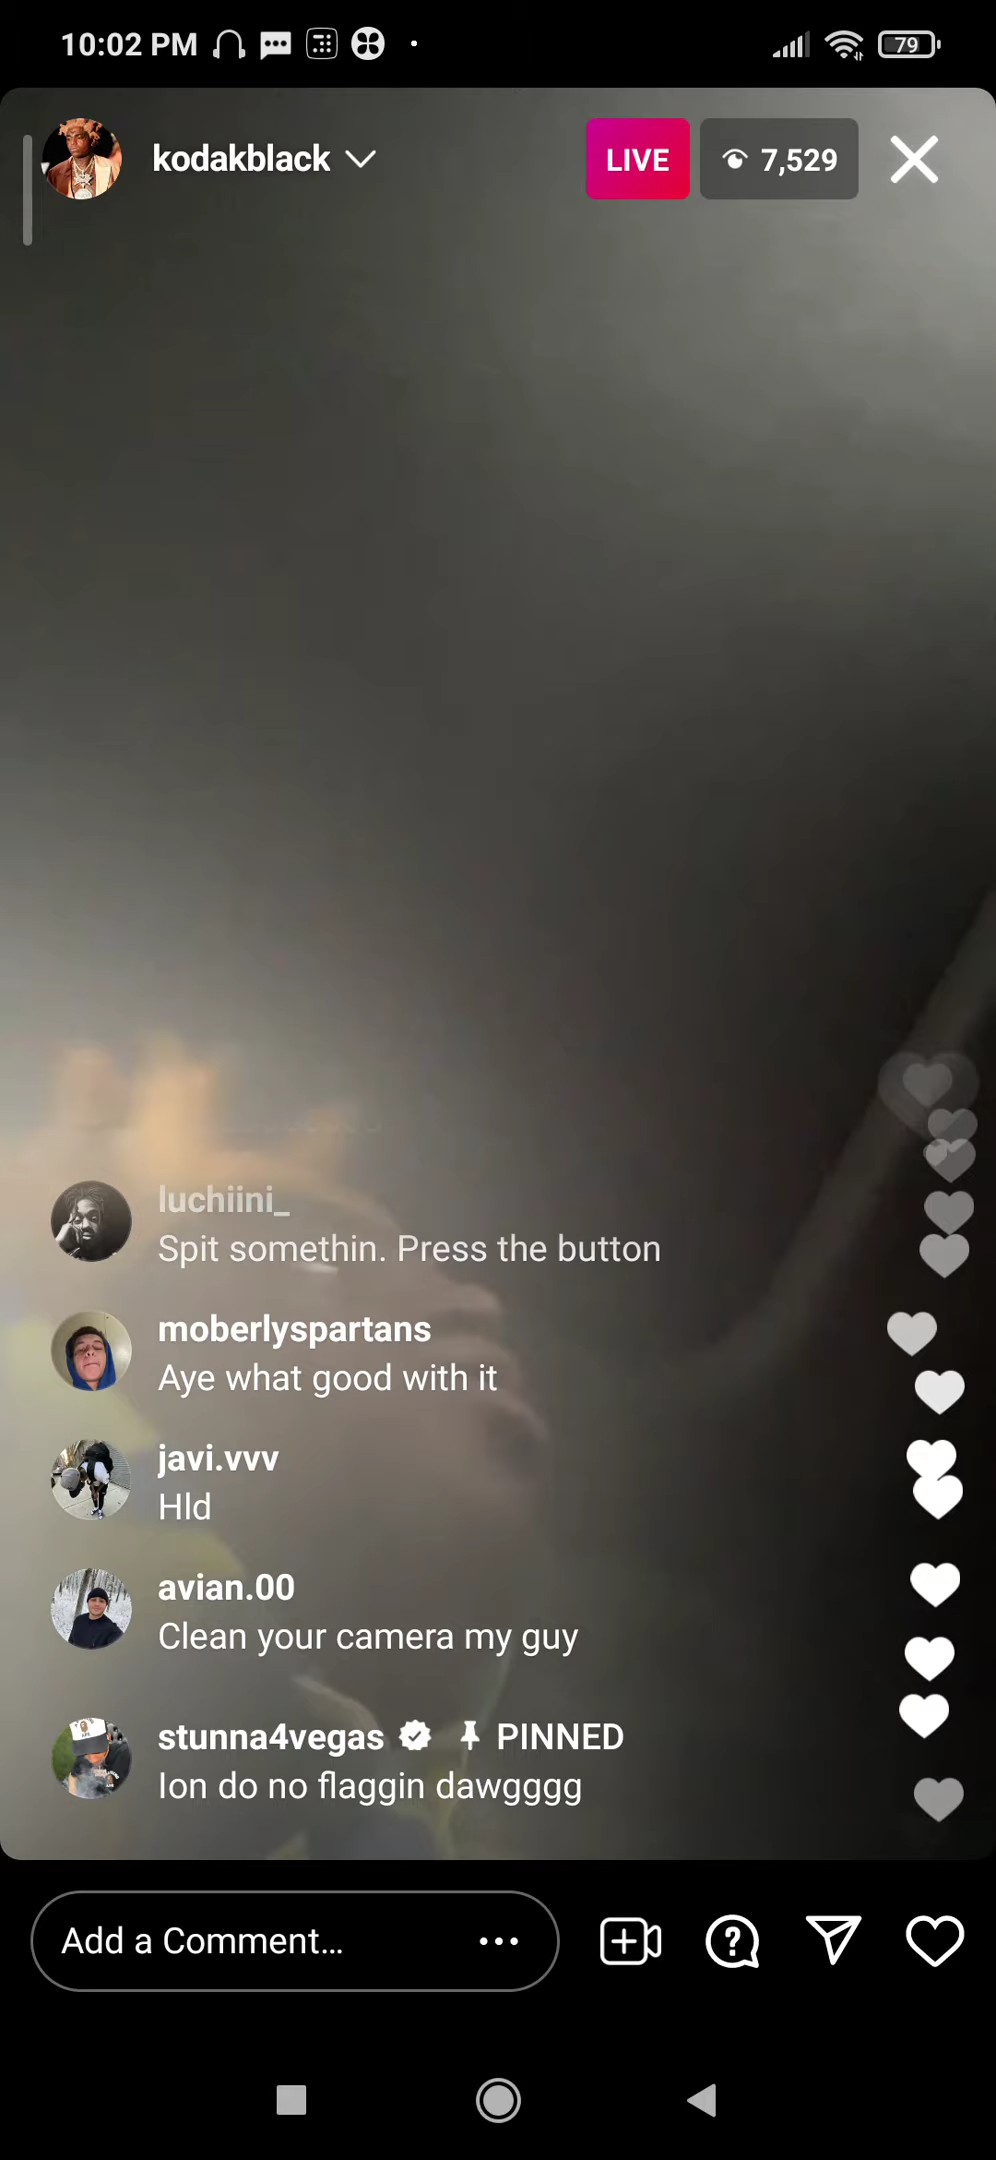 10:02 PM
79
kodakblack
LIVE
7,529
luchiini_
Spit somethin. Press the button
moberlyspartans
Aye what good with it
javi.vvv
Hld
avian.00
Clean your camera my guy
stunna4vegas PINNED
Ion do no flaggin dawgggg
Add a Comment...